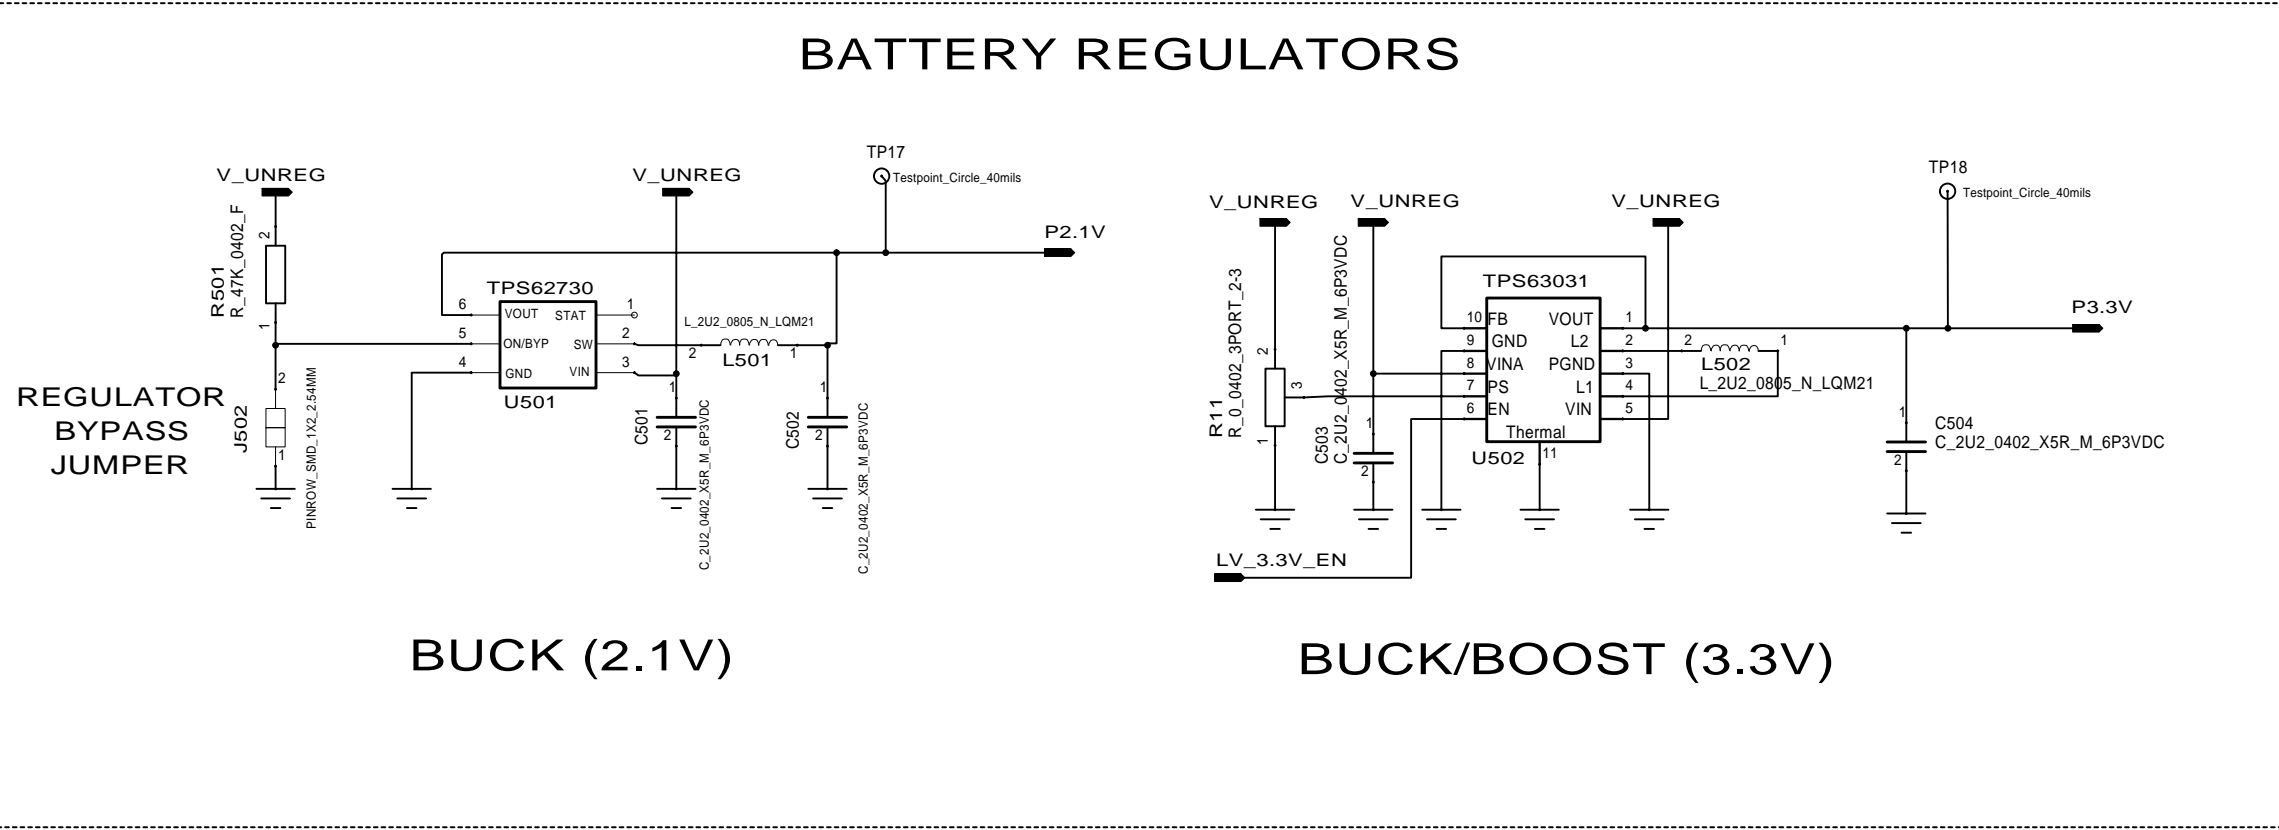 BATTERY REGULATORS
V_UNREG
R501
R_47K_0402_F
2
1
REGULATOR
BYPASS
JUMPER
J502
PINROW_SMD_1X2_2.54MM
2
1
TPS62730
6 VOUT
5 ON/BYP
4 GND
STAT 1
SW 2
VIN 3
U501
V_UNREG
L_2U2_0805_N_LQM21
2 L501 1
C501
1
2
C_2U2_0402_X5R_M_6P3VDC
C502
1
2
C_2U2_0402_X5R_M_6P3VDC
TP17
Testpoint_Circle_40mils
P2.1V
BUCK (2.1V)
V_UNREG
R11
R_0_0402_3PORT_2-3
2
3
1
V_UNREG
C503
C_2U2_0402_X5R_M_6P3VDC
1
2
V_UNREG
TPS63031
10 FB
9 GND
8 VINA
7 PS
6 EN
VOUT 1
L2 2
PGND 3
L1 4
VIN 5
Thermal
11
U502
2 1
L502
L_2U2_0805_N_LQM21
TP18
Testpoint_Circle_40mils
P3.3V
1
C504
C_2U2_0402_X5R_M_6P3VDC
2
LV_3.3V_EN
BUCK/BOOST (3.3V)